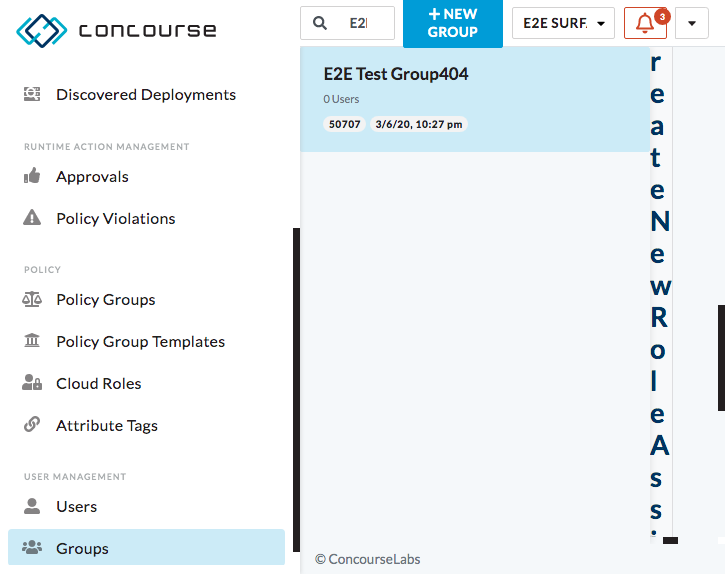 concourse
E2
+ NEW GROUP
E2E SURF
3
Discovered Deployments
RUNTIME ACTION MANAGEMENT
Approvals
Policy Violations
POLICY
Policy Groups
Policy Group Templates
Cloud Roles
Attribute Tags
USER MANAGEMENT
Users
Groups
E2E Test Group404
0 Users
50707 3/6/20, 10:27 pm
r
e
a
t
e
N
e
w
R
o
l
e
A
s
s
© ConcourseLabs